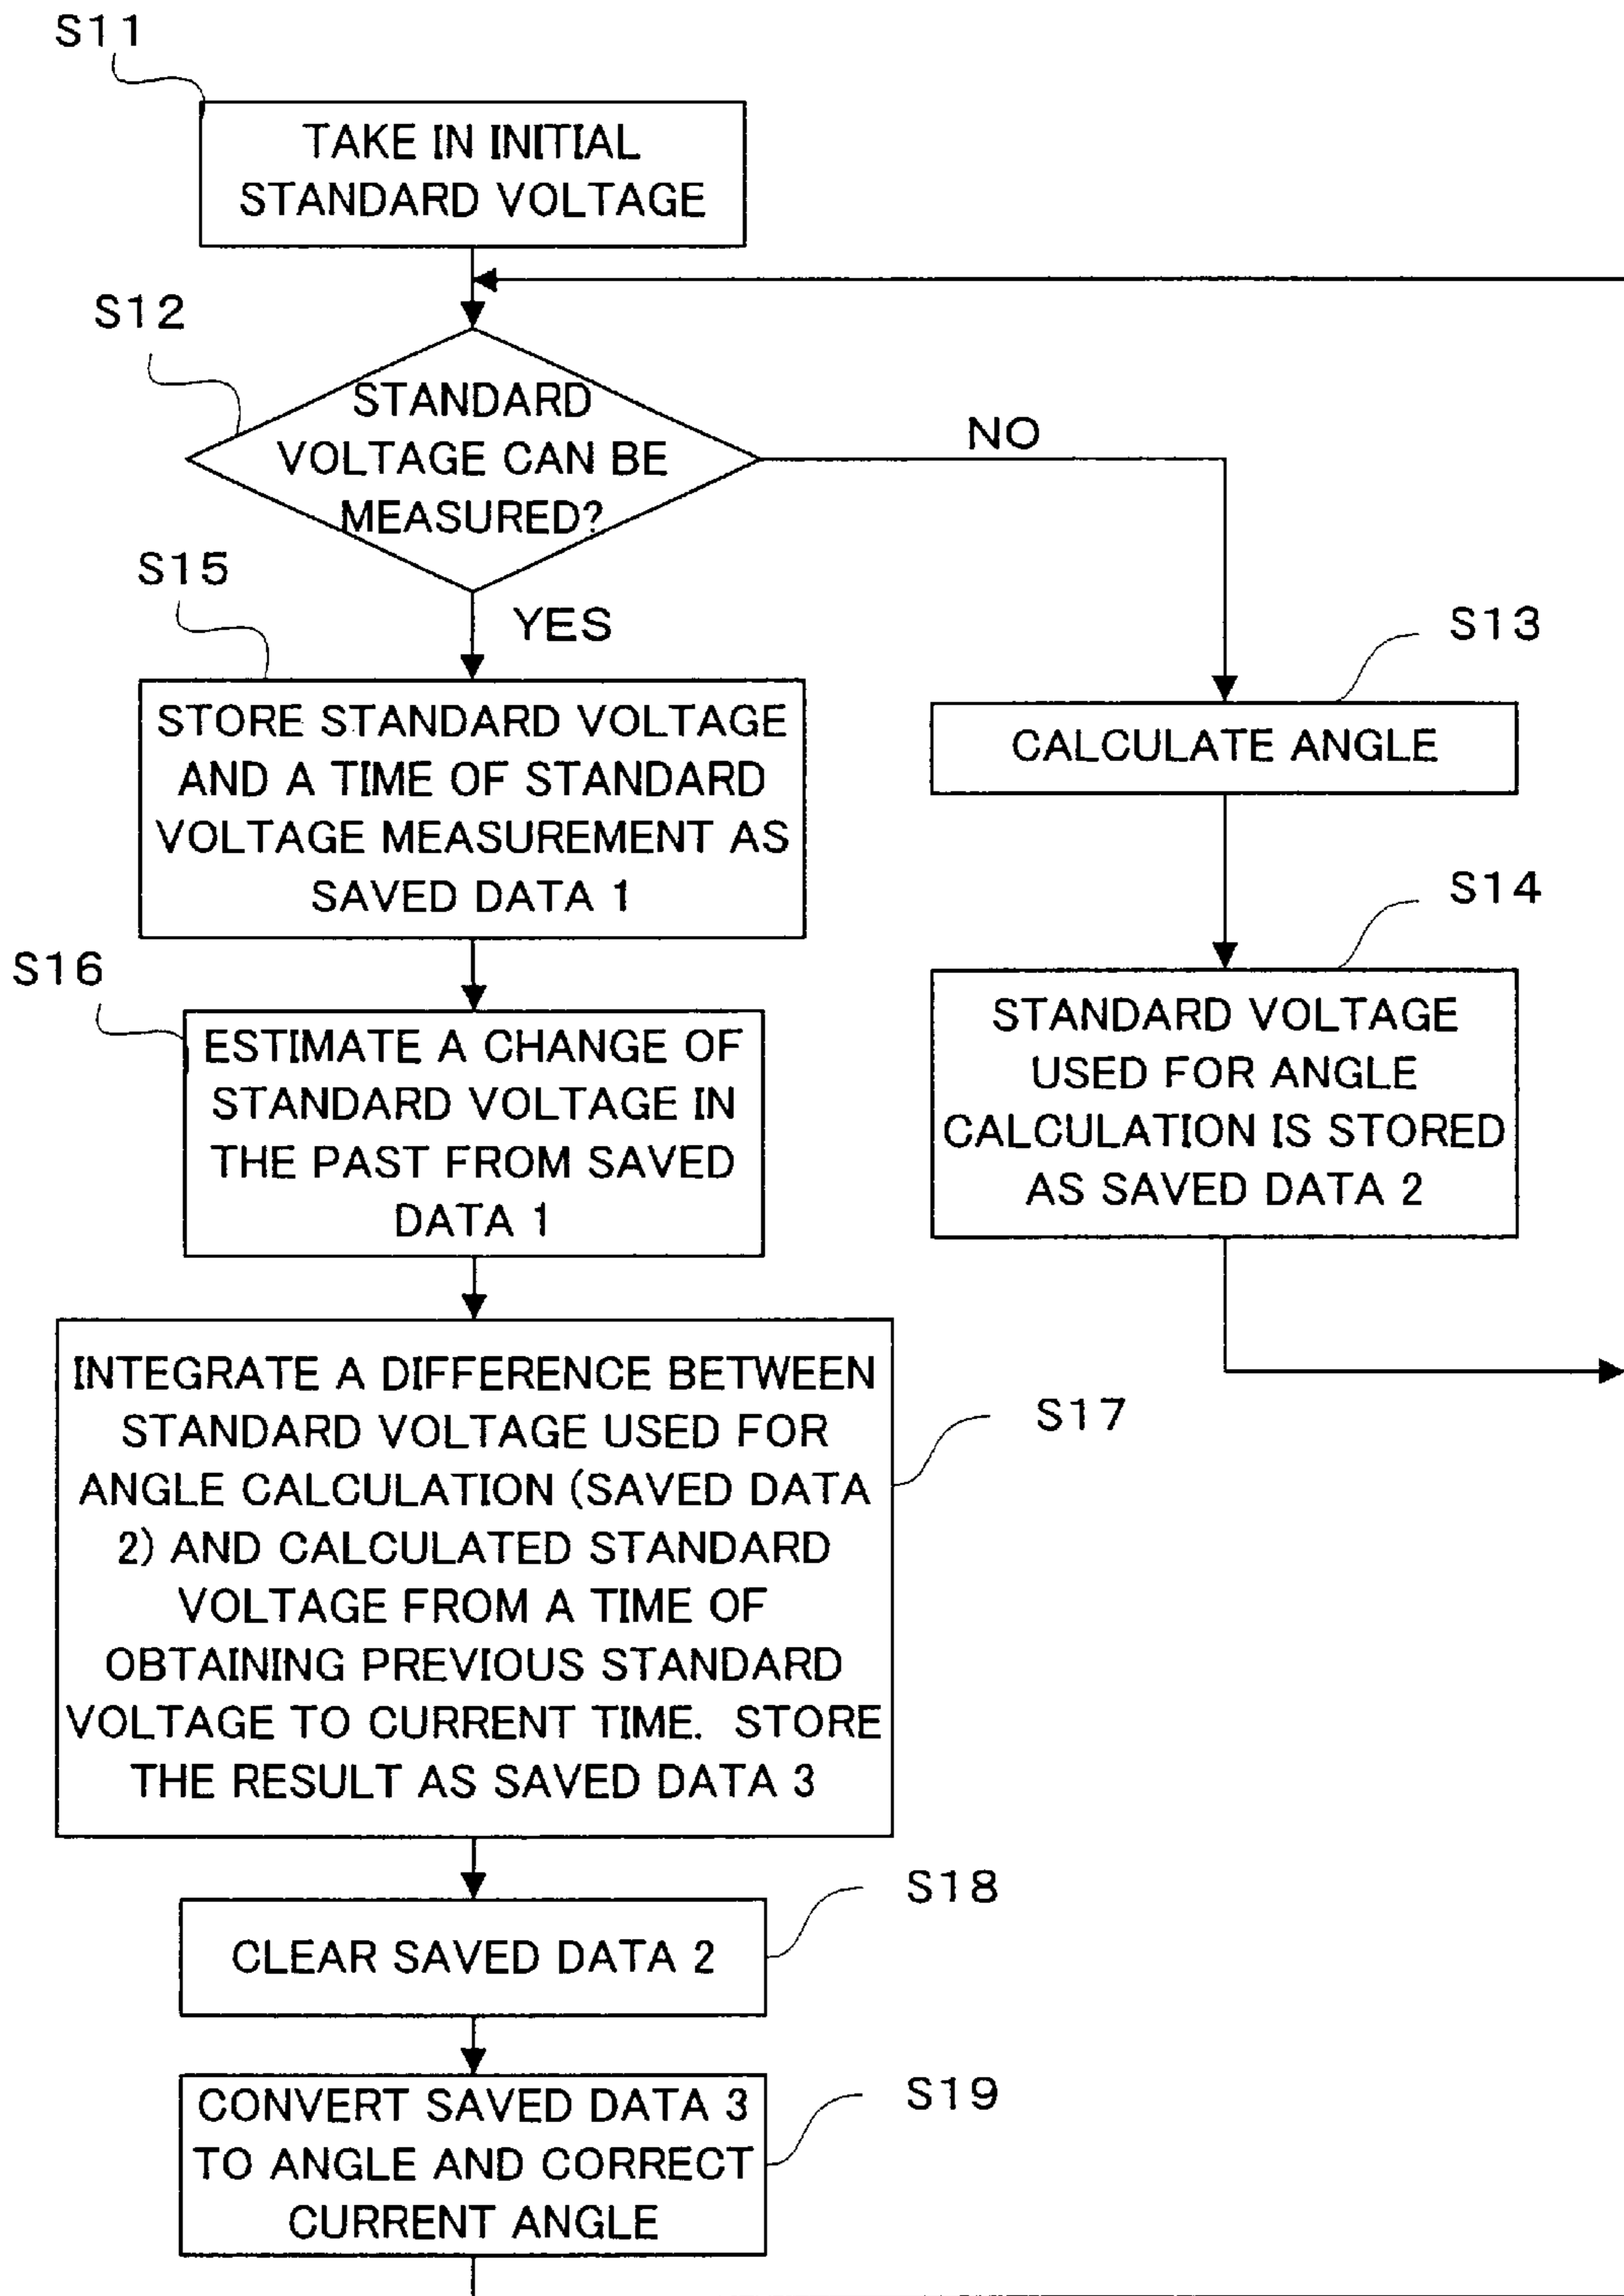 S11
TAKE IN INITIAL
STANDARD VOLTAGE
S12
STANDARD
VOLTAGE CAN BE
MEASURED?
NO
YES
S15
STORE STANDARD VOLTAGE
AND A TIME OF STANDARD
VOLTAGE MEASUREMENT AS
SAVED DATA 1
S13
CALCULATE ANGLE
S14
STANDARD VOLTAGE
USED FOR ANGLE
CALCULATION IS STORED
AS SAVED DATA 2
S16
ESTIMATE A CHANGE OF
STANDARD VOLTAGE IN
THE PAST FROM SAVED
DATA 1
INTEGRATE A DIFFERENCE BETWEEN
STANDARD VOLTAGE USED FOR
ANGLE CALCULATION (SAVED DATA
2) AND CALCULATED STANDARD
VOLTAGE FROM A TIME OF
OBTAINING PREVIOUS STANDARD
VOLTAGE TO CURRENT TIME. STORE
THE RESULT AS SAVED DATA 3
S17
S18
CLEAR SAVED DATA 2
S19
CONVERT SAVED DATA 3
TO ANGLE AND CORRECT
CURRENT ANGLE